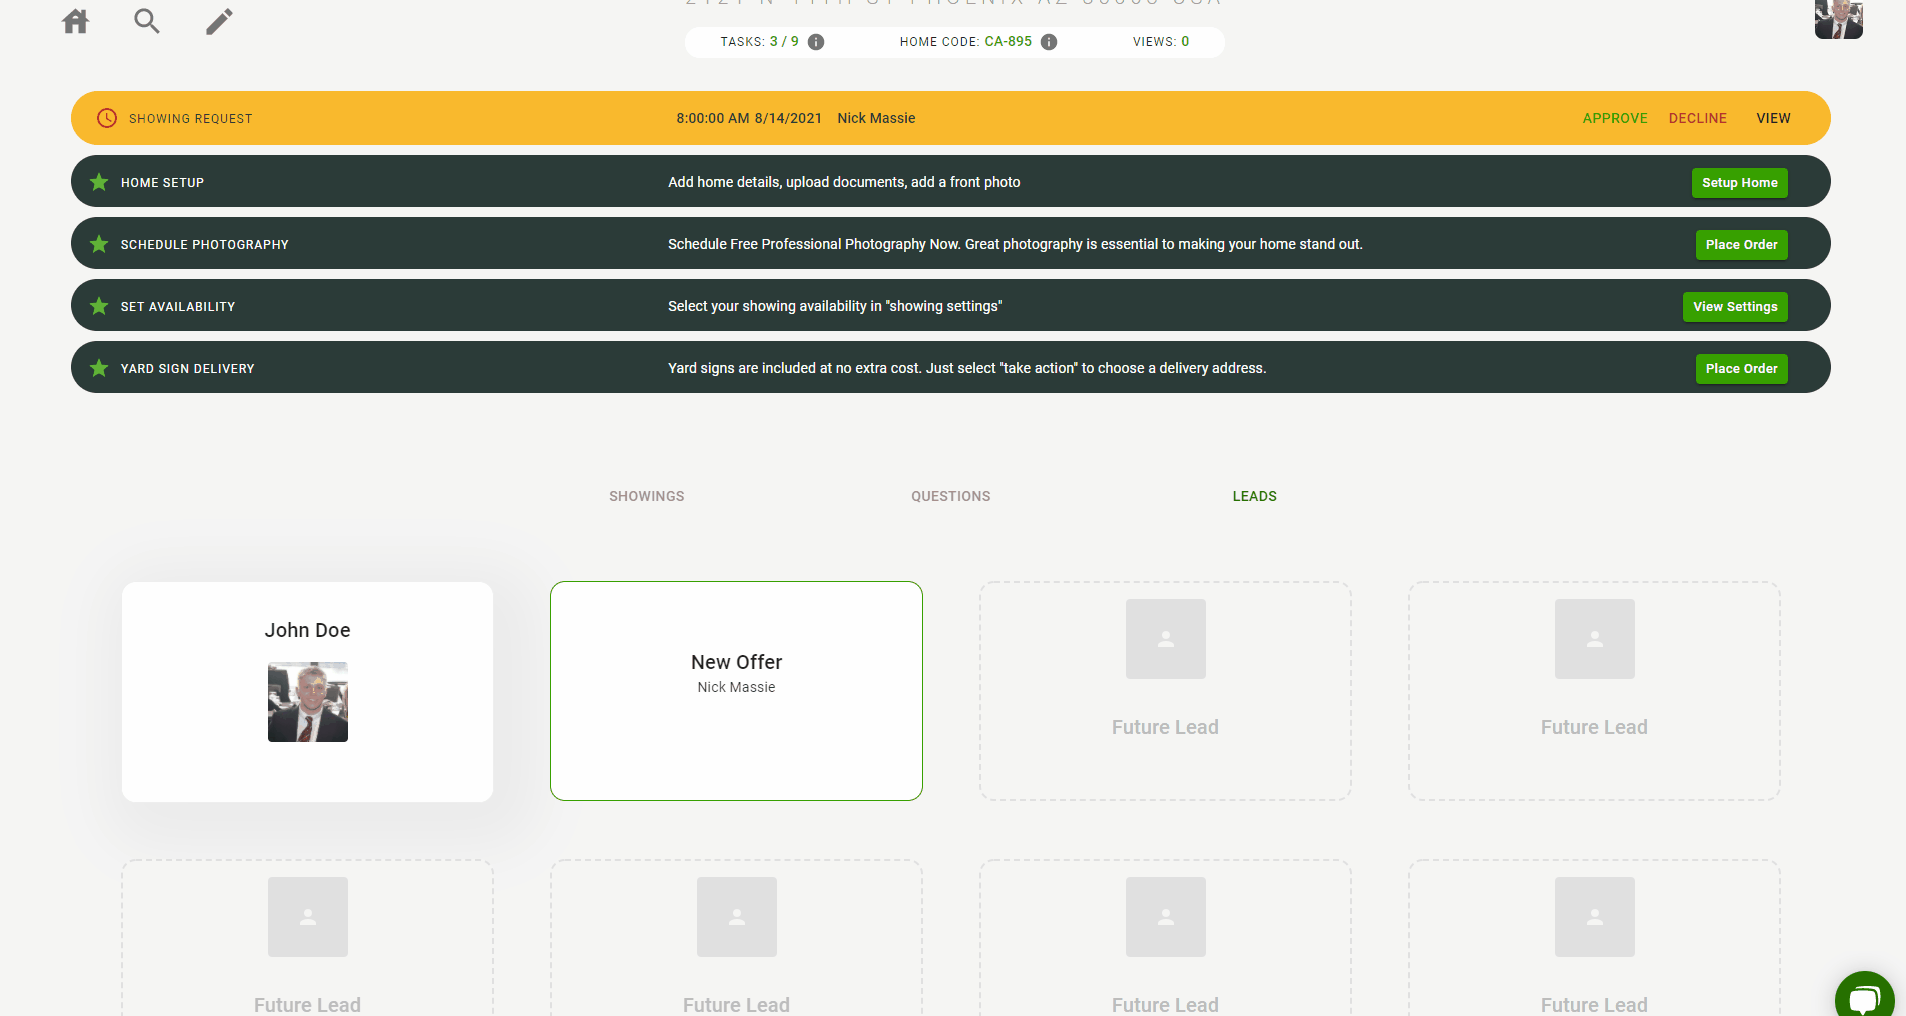 TASKS: 3 / 9 HOME CODE: CA-895 VIEWS: 0
SHOWING REQUEST 8:00:00 AM 8/14/2021 Nick Massie APPROVE DECLINE VIEW
HOME SETUP Add home details, upload documents, add a front photo Setup Home
SCHEDULE PHOTOGRAPHY Schedule Free Professional Photography Now. Great photography is essential to making your home stand out. Place Order
SET AVAILABILITY Select your showing availability in "showing settings" View Settings
YARD SIGN DELIVERY Yard signs are included at no extra cost. Just select "take action" to choose a delivery address. Place Order
SHOWINGS QUESTIONS LEADS
John Doe
New Offer
Nick Massie
Future Lead Future Lead
Future Lead Future Lead Future Lead Future Lead